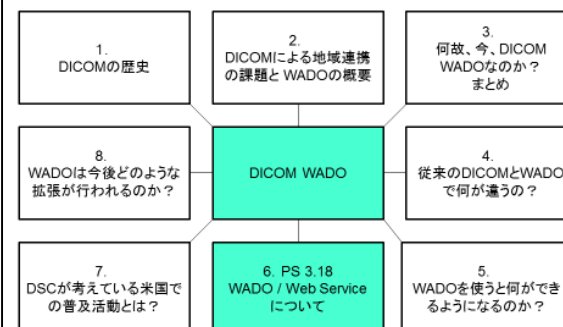 1.
DICOMの歴史
2.
DICOMによる地域連携
の課題と WADOの概要
3.
何故、今、DICOM
WADOなのか？
まとめ
8.
WADOは今後どのような
拡張が行われるのか？
DICOM WADO
4.
従来のDICOMとWADO
で何が違うの？
7.
DSCが考えている米国で
の普及活動とは？
6. PS 3.18
WADO / Web Service
について
5.
WADOを使うと何ができ
るようになるのか？